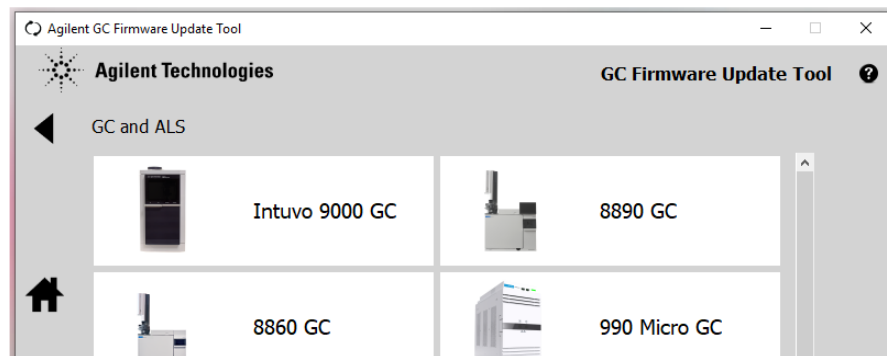 Agilent GC Firmware Update Tool
Agilent Technologies
GC Firmware Update Tool
GC and ALS
Intuvo 9000 GC
8890 GC
8860 GC
990 Micro GC